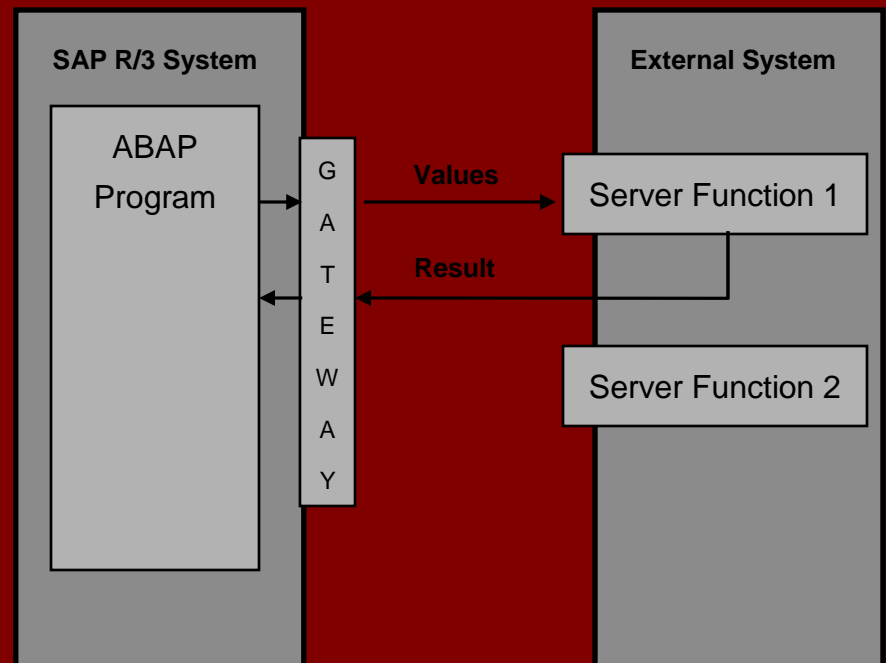 SAP R/3 System
External System
ABAP
Program
G
A
T
E
W
A
Y
Values
Result
Server Function 1
Server Function 2